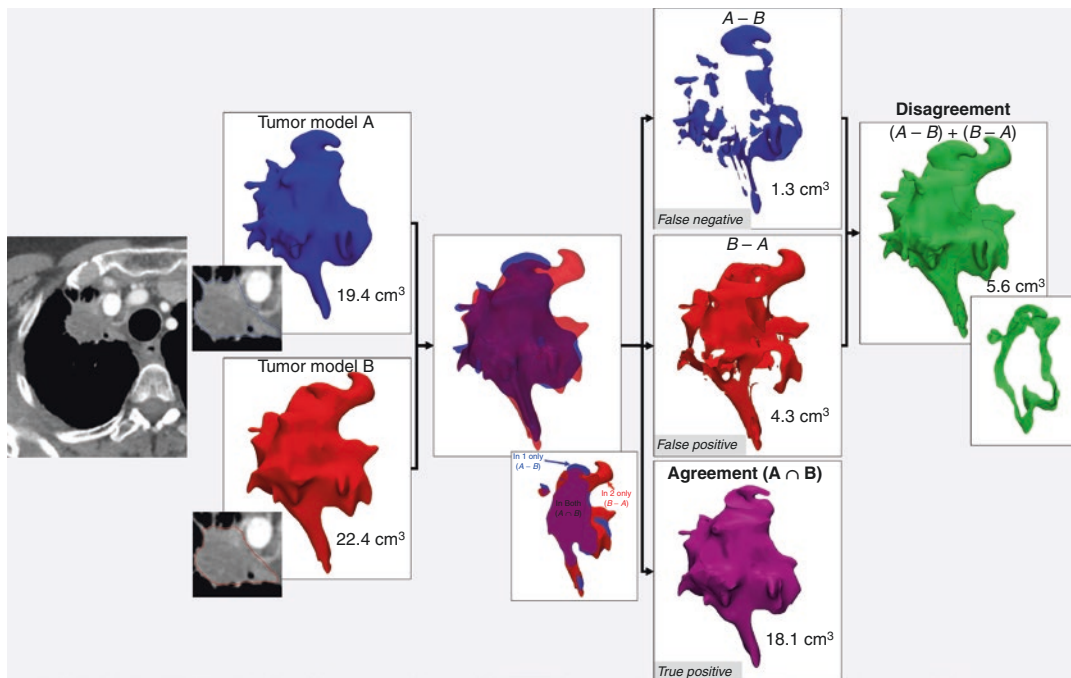 Tumor model A
19.4 cm³
Tumor model B
22.4 cm³
In 1 only
(A – B)
In 2 only
(B – A)
In Both
(A ∩ B)
A – B
1.3 cm³
False negative
B – A
4.3 cm³
False positive
Agreement (A ∩ B)
18.1 cm³
True positive
Disagreement
(A – B) + (B – A)
5.6 cm³